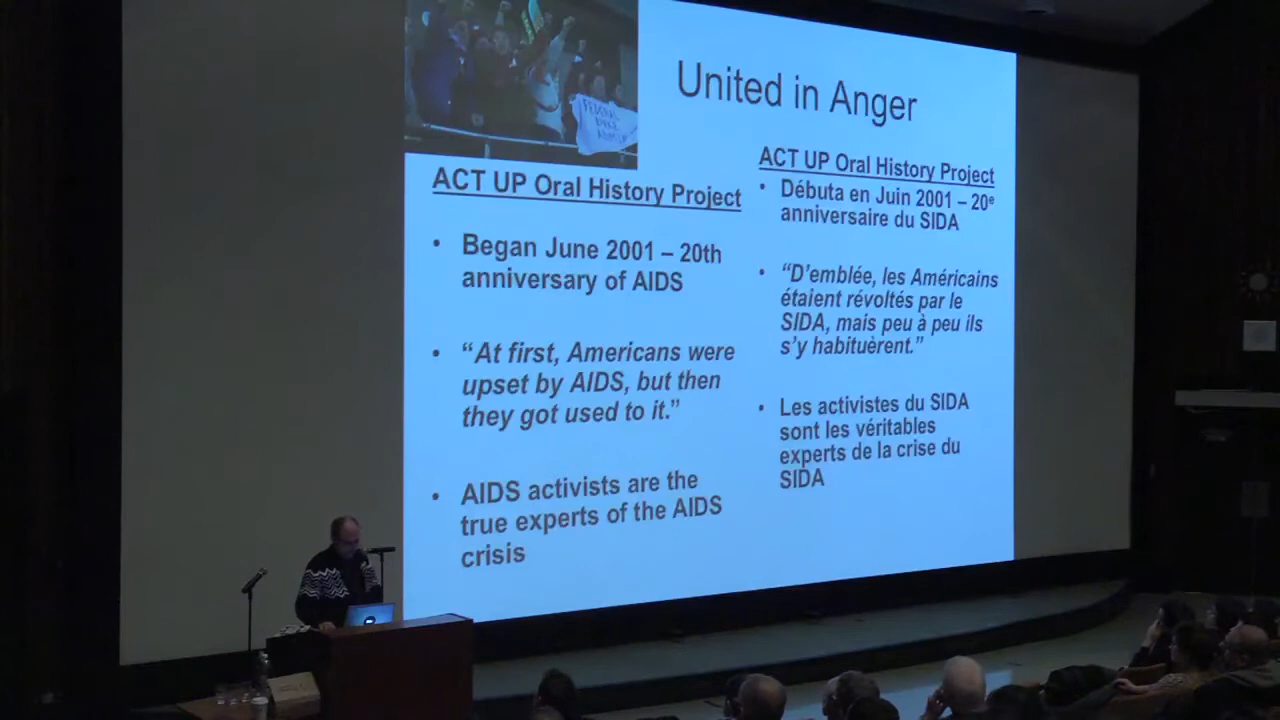 United in Anger
FEDERAL
ACT UP Oral History Project
• Began June 2001 – 20th
anniversary of AIDS
• “At first, Americans were
upset by AIDS, but then
they got used to it.”
• AIDS activists are the
true experts of the AIDS
crisis
ACT UP Oral History Project
• Débuta en Juin 2001 – 20e
anniversaire du SIDA
• “D’emblée, les Américains
étaient révoltés par le
SIDA, mais peu à peu ils
s’y habituèrent.”
• Les activistes du SIDA
sont les véritables
experts de la crise du
SIDA